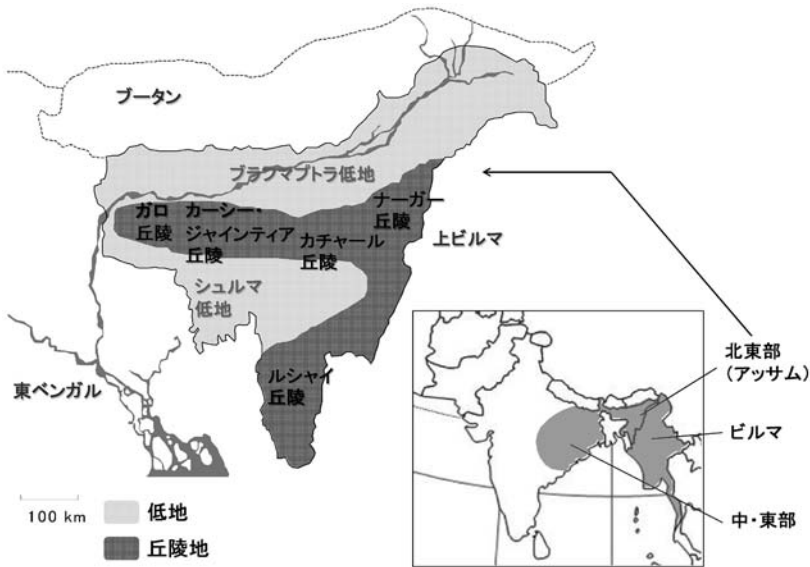 ブータン
ブラマプトラ低地
ガロ
丘陵
カーシー・
ジャインティア
丘陵
カチャール
丘陵
ナーガー
丘陵
上ビルマ
シュルマ
低地
ルシャイ
丘陵
東ベンガル
100 km
低地
丘陵地
北東部
（アッサム）
ビルマ
中・東部